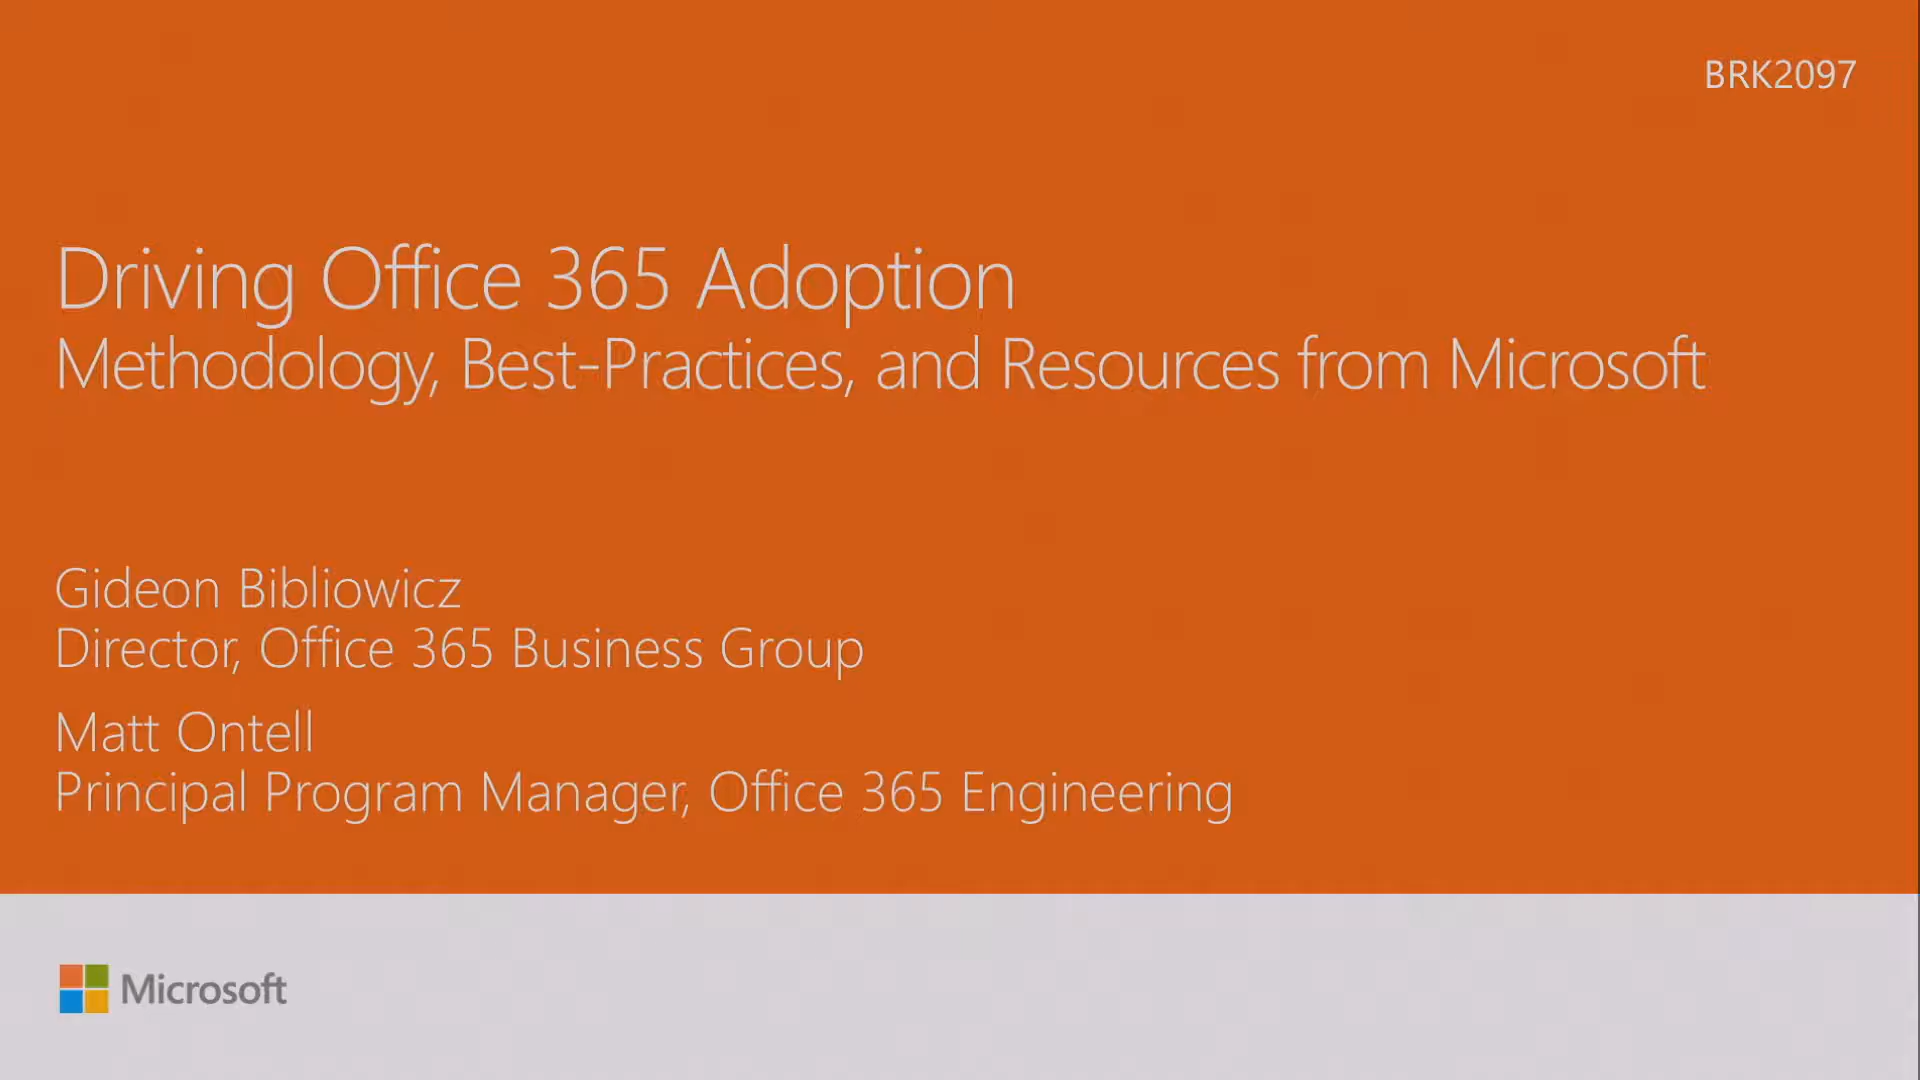 BRK2097
Driving Office 365 Adoption
Methodology, Best-Practices, and Resources from Microsoft
Gideon Bibliowicz
Director, Office 365 Business Group
Matt Ontell
Principal Program Manager, Office 365 Engineering
Microsoft